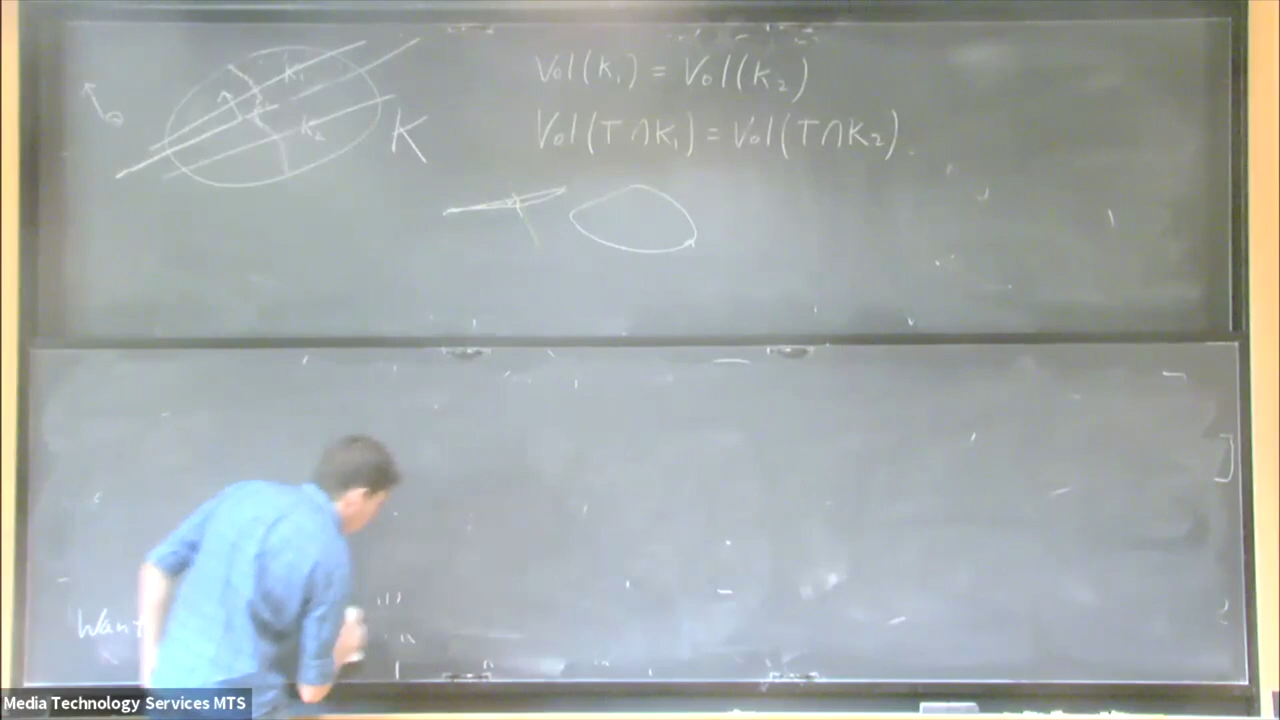 Vol(K₁) = Vol(K₂)
Vol(T∩K₁) = Vol(T∩K₂)
K₁
K₂
K
θ
Want
Media Technology Services MTS